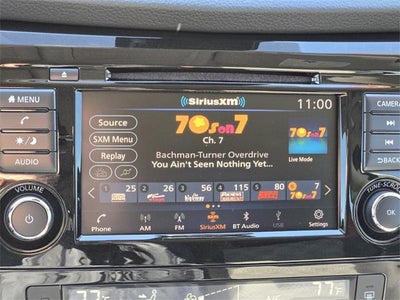 SiriusXM
11:00
MENU
CAMERA
Source
70s on 7
Ch. 7
SXM Menu
Replay
Bachman-Turner Overdrive
You Ain't Seen Nothing Yet...
Live Mode
AUDIO
BACK
VOLUME
TUNE-SCROLL
1 25 2 26 3 56 4 115 5 80 7
OK
Phone AM FM SiriusXM BT Audio USB Settings
77°F
77°F